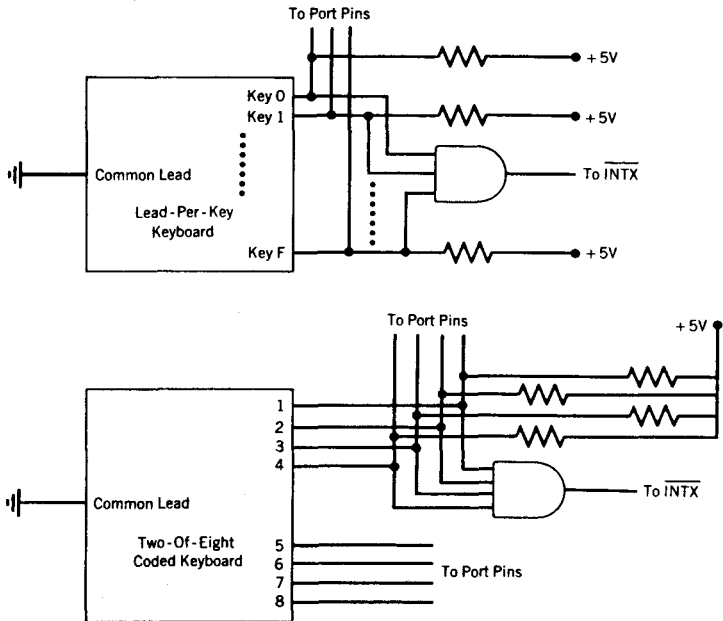 To Port Pins
+ 5V
Key 0
Key 1
+ 5V
Common Lead
To INTX
Lead - Per - Key
Keyboard
Key F
+ 5V
To Port Pins
+ 5V
1
2
3
4
To INTX
Common Lead
Two - Of - Eight
Coded Keyboard
5
6
7
8
To Port Pins